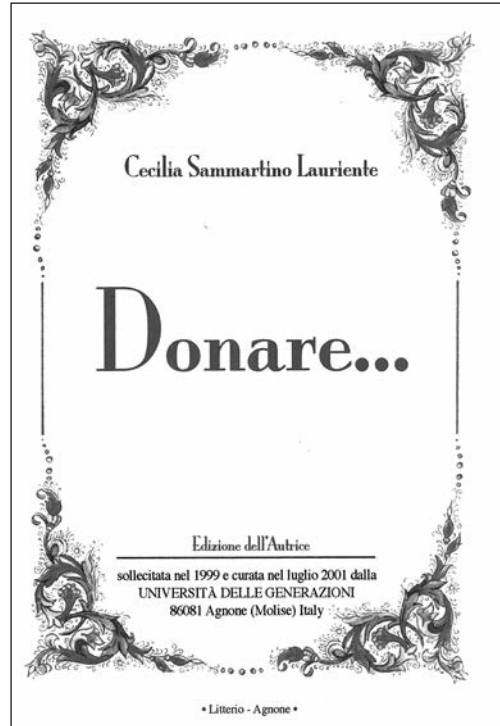 Cecilia Sammartino Lauriente
Donare...
Edizione dell'Autrice
sollecitata nel 1999 e curata nel luglio 2001 dalla
UNIVERSITÀ DELLE GENERAZIONI
86081 Agnone (Molise) Italy
• Litterio - Agnone •